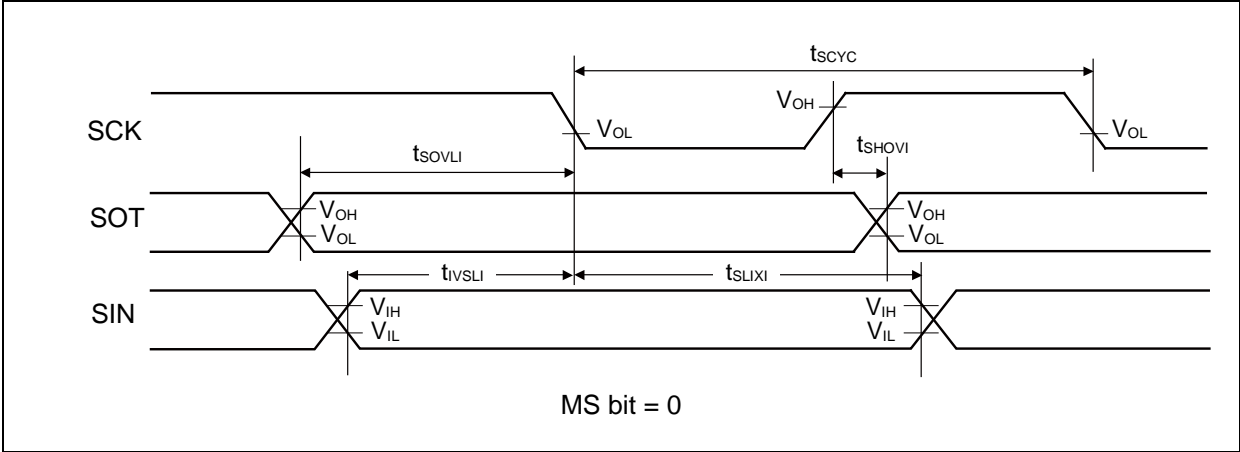 tSCYC
SCK
VOH
VOL
VOL
tSOVLI
tSHOVI
SOT
VOH
VOL
VOH
VOL
tIVSLI
tSLIXI
SIN
VIH
VIL
VIH
VIL
MS bit = 0